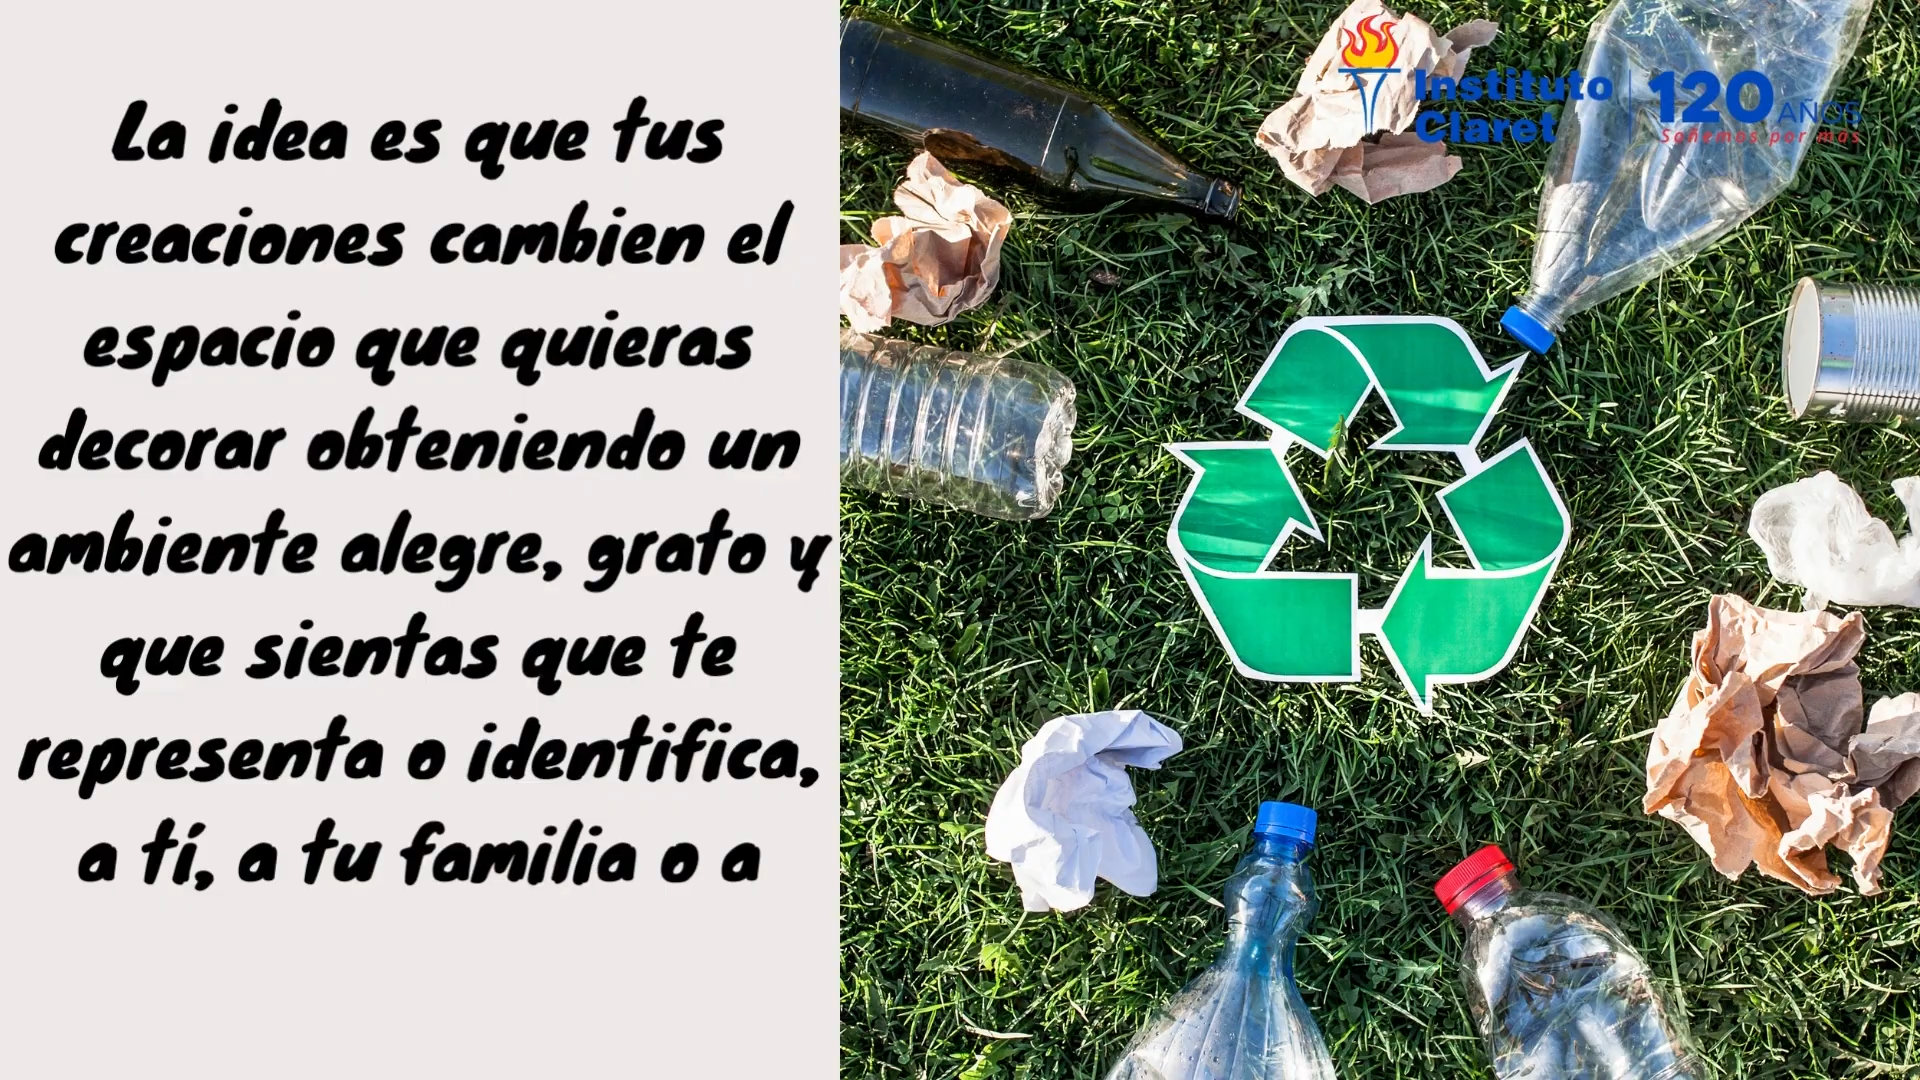 La idea es que tus
creaciones cambien el
espacio que quieras
decorar obteniendo un
ambiente alegre, grato y
que sientas que te
representa o identifica,
a tí, a tu familia o a
Instituto
Claret
120 AÑOS
Soñemos por más